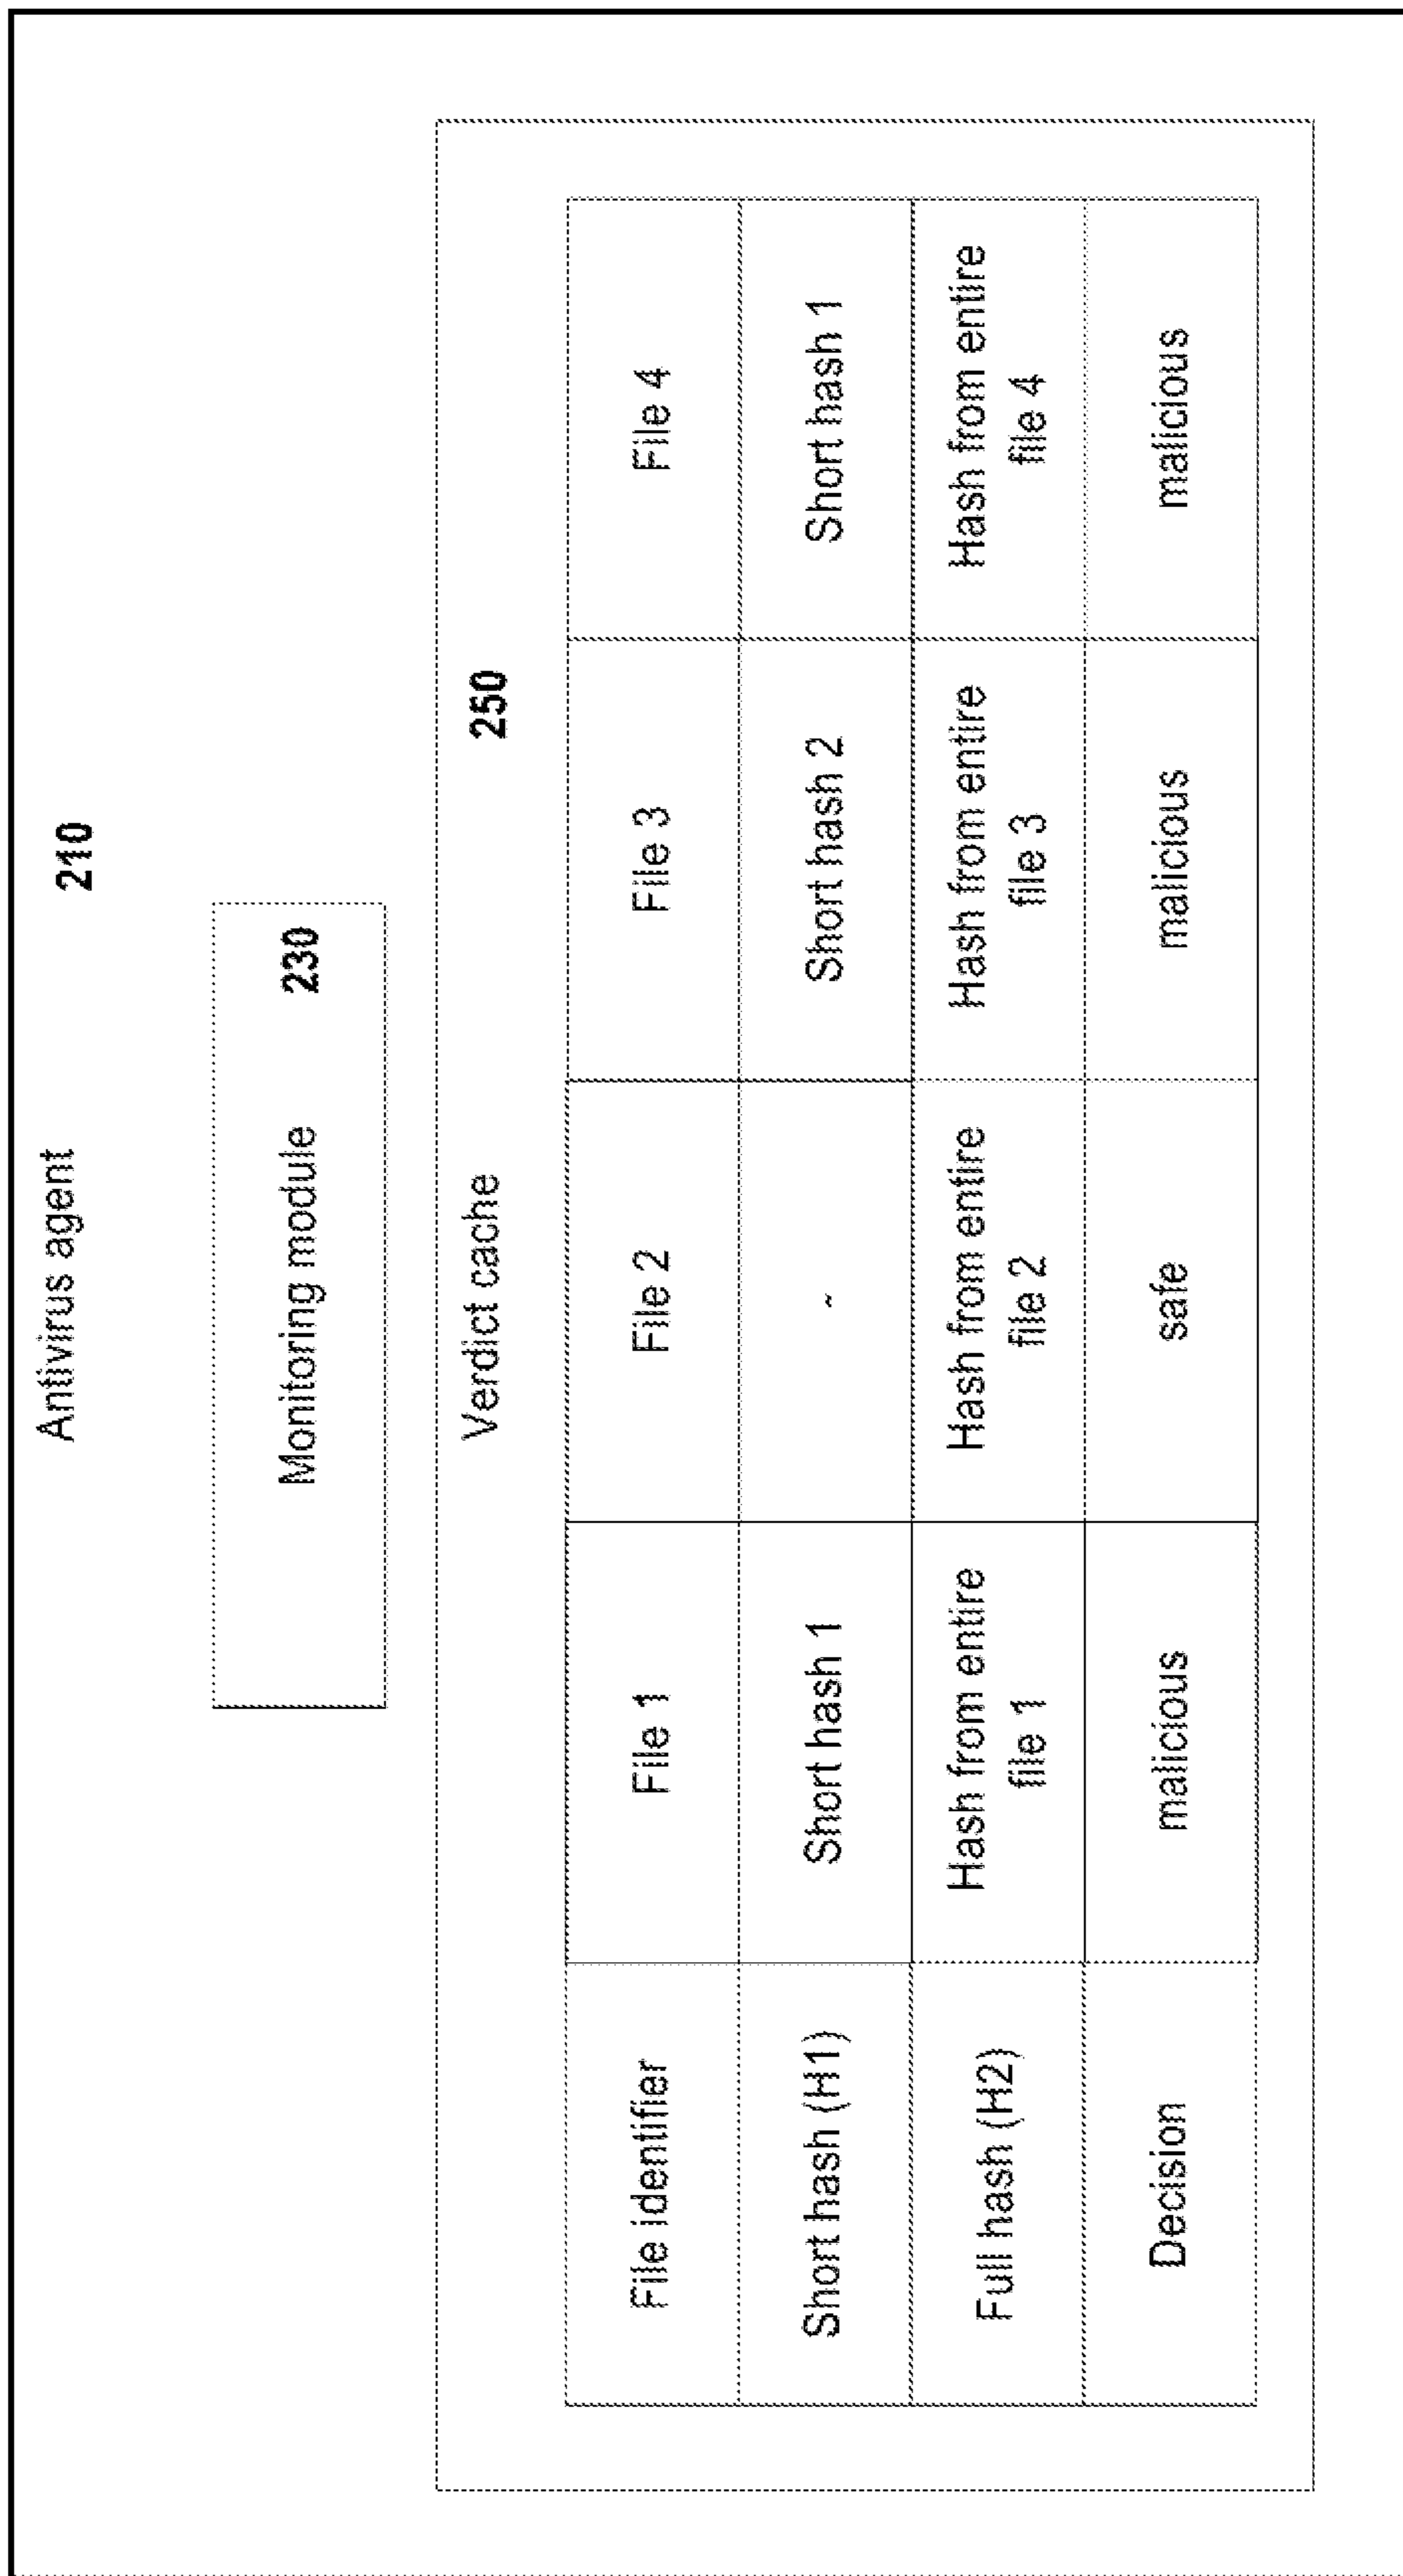 Antivirus agent 210
Monitoring module 230
Verdict cache 250
File identifier File 1 File 2 File 3 File 4
Short hash (H1) Short hash 1 ~ Short hash 2 Short hash 1
Full hash (H2) Hash from entire file 1 Hash from entire file 2 Hash from entire file 3 Hash from entire file 4
Decision malicious safe malicious malicious